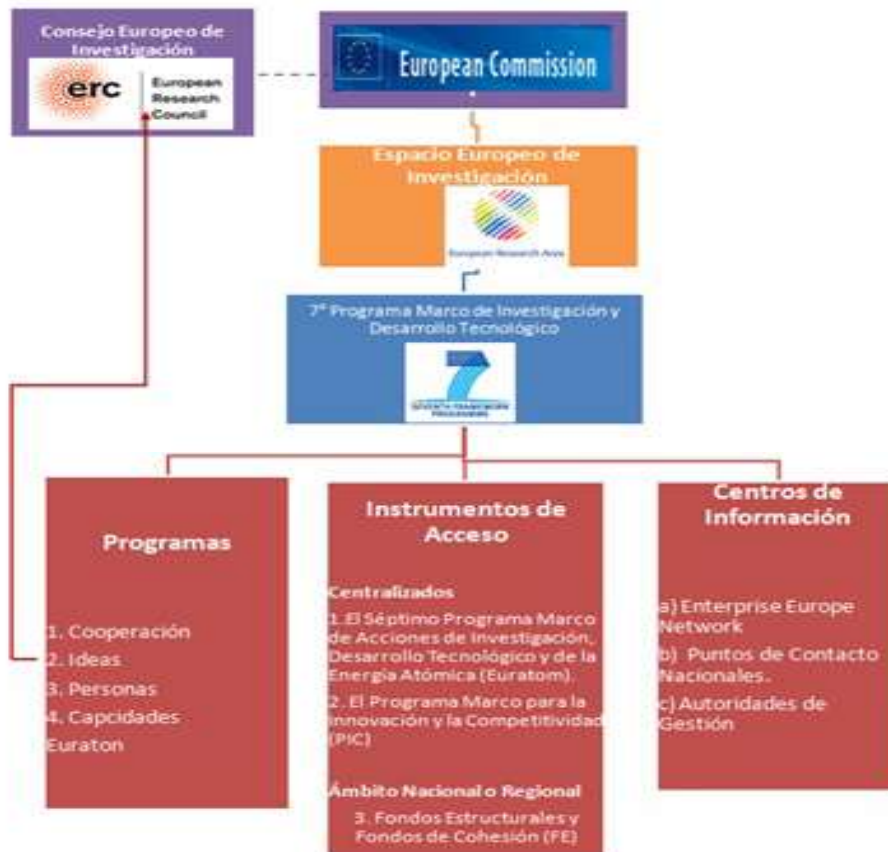 Consejo Europeo de
Investigación
erc
European
Research
Council
European Commission
Espacio Europeo de
Investigación
European Research Area
7º Programa Marco de Investigación y
Desarrollo Tecnológico
7
SEVENTH FRAMEWORK
PROGRAMME
Programas
1. Cooperación
2. Ideas
3. Personas
4. Capcidades
Euraton
Instrumentos de
Acceso
Centralizados
1.El Séptimo Programa Marco
de Acciones de Investigación,
Desarrollo Tecnológico y de la
Energía Atómica (Euratom).
2. El Programa Marco para la
Innovación y la Competitividad
(PIC)
Ámbito Nacional o Regional
3. Fondos Estructurales y
Fondos de Cohesión (FE)
Centros de
Información
a) Enterprise Europe
Network
b) Puntos de Contacto
Nacionales.
c) Autoridades de
Gestión